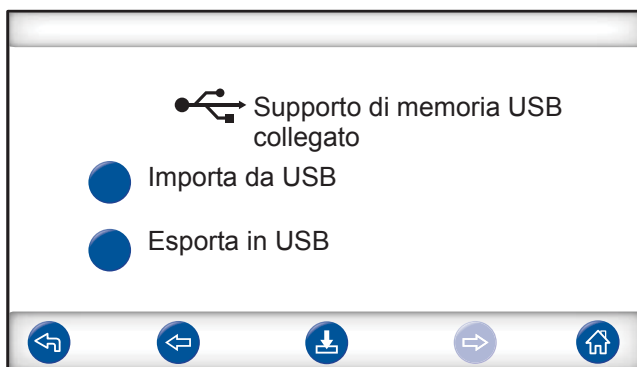 Supporto di memoria USB
collegato
Importa da USB
Esporta in USB